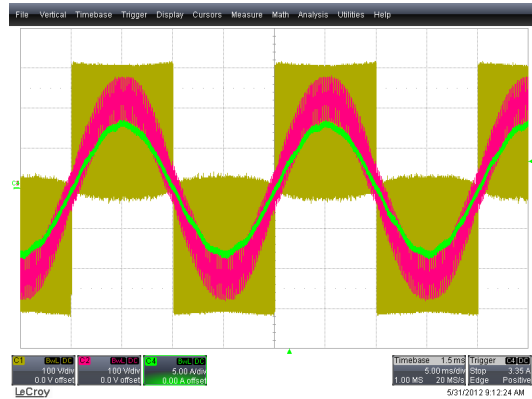 File Vertical Timebase Trigger Display Cursors Measure Math Analysis Utilities Help
C1 BwL DC
100 V/div
0.0 V offset
C2 BwL DC
100 V/div
0.0 V offset
C4 BwL DC
5.00 A/div
0.00 A offset
Timebase 1.5 ms
5.00 ms/div
1.00 MS 20 MS/s
Trigger C4 DC
Stop 3.35 A
Edge Positive
LeCroy
5/31/2012 9:12:24 AM